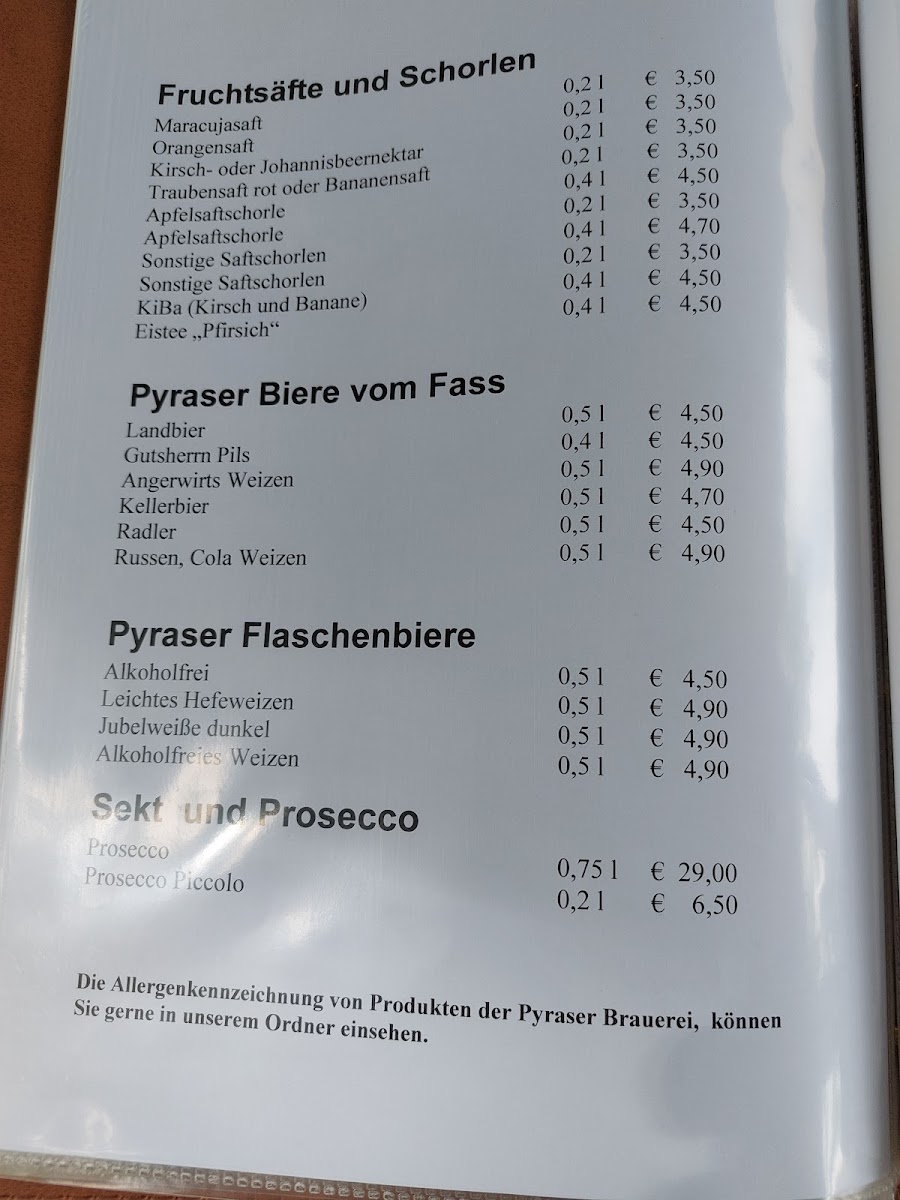 Fruchtsäfte und Schorlen
Maracujasaft 0,2 l € 3,50
Orangensaft 0,2 l € 3,50
Kirsch- oder Johannisbeernektar 0,2 l € 3,50
Traubensaft rot oder Bananensaft 0,2 l € 3,50
Apfelsaftschorle 0,4 l € 4,50
Apfelsaftschorle 0,2 l € 3,50
Sonstige Saftschorlen 0,4 l € 4,70
Sonstige Saftschorlen 0,2 l € 3,50
KiBa (Kirsch und Banane) 0,4 l € 4,50
Eistee „Pfirsich“ 0,4 l € 4,50
Pyraser Biere vom Fass
Landbier 0,5 l € 4,50
Gutsherrn Pils 0,4 l € 4,50
Angerwirts Weizen 0,5 l € 4,90
Kellerbier 0,5 l € 4,70
Radler 0,5 l € 4,50
Russen, Cola Weizen 0,5 l € 4,90
Pyraser Flaschenbiere
Alkoholfrei 0,5 l € 4,50
Leichtes Hefeweizen 0,5 l € 4,90
Jubelweiße dunkel 0,5 l € 4,90
Alkoholfreies Weizen 0,5 l € 4,90
Sekt und Prosecco
Prosecco 0,75 l € 29,00
Prosecco Piccolo 0,2 l € 6,50
Die Allergenkennzeichnung von Produkten der Pyraser Brauerei, können
Sie gerne in unserem Ordner einsehen.